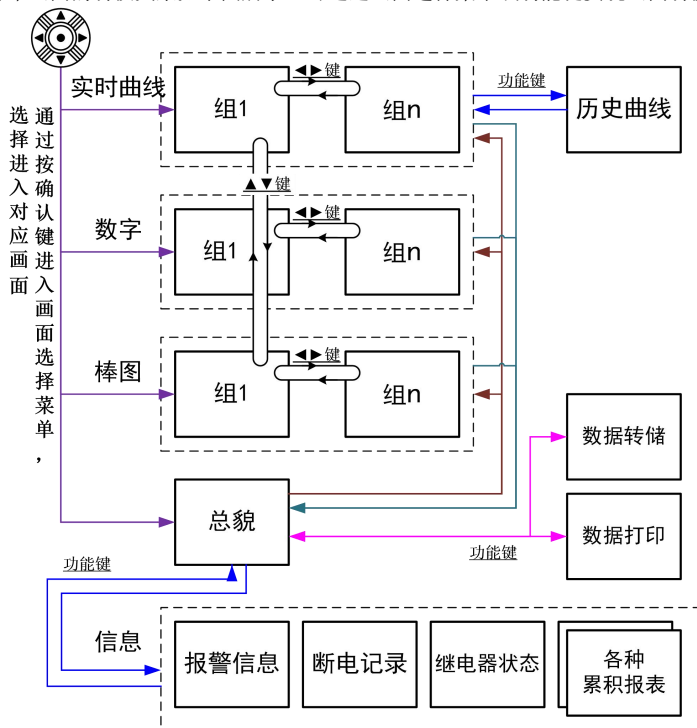 实时曲线
组1
◀▶键
组n
功能键
历史曲线
通过按确认键进入画面选择菜单，
选择进入对应画面
▲▼键
数字
组1
◀▶键
组n
棒图
组1
◀▶键
组n
数据转储
总貌
数据打印
功能键
功能键
信息
报警信息
断电记录
继电器状态
各种
累积报表